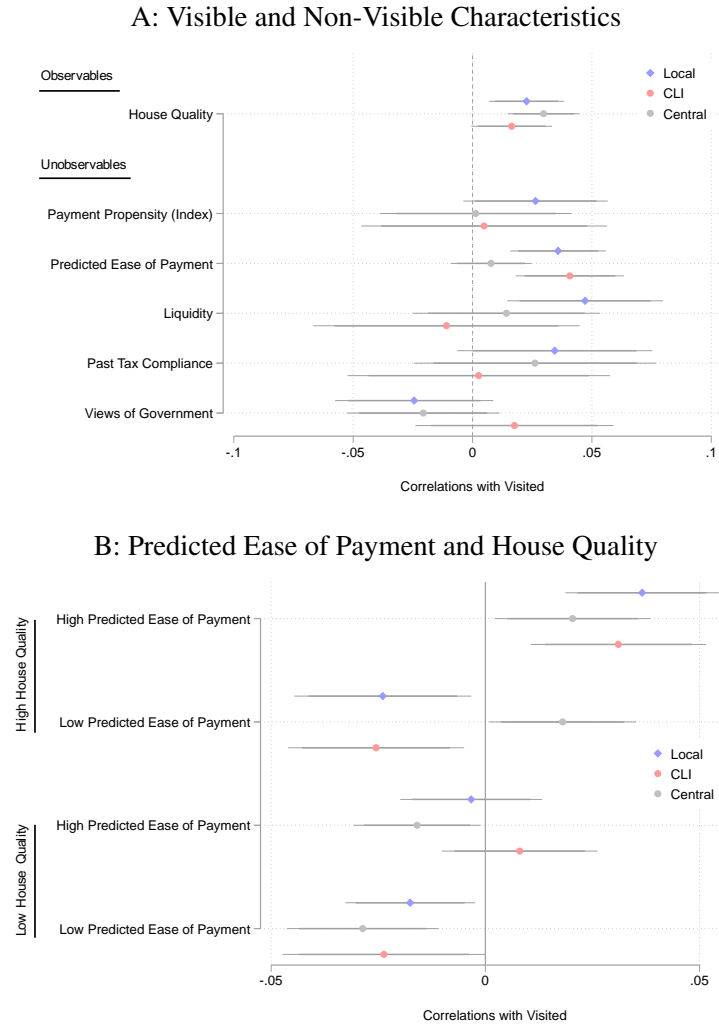 A: Visible and Non-Visible Characteristics
Observables
Local
CLI
Central
House Quality
Unobservables
Payment Propensity (Index)
Predicted Ease of Payment
Liquidity
Past Tax Compliance
Views of Government
-.1 -.05 0 .05 .1
Correlations with Visited
B: Predicted Ease of Payment and House Quality
High House Quality
High Predicted Ease of Payment
Low Predicted Ease of Payment
Local
CLI
Central
Low House Quality
High Predicted Ease of Payment
Low Predicted Ease of Payment
-.05 0 .05
Correlations with Visited